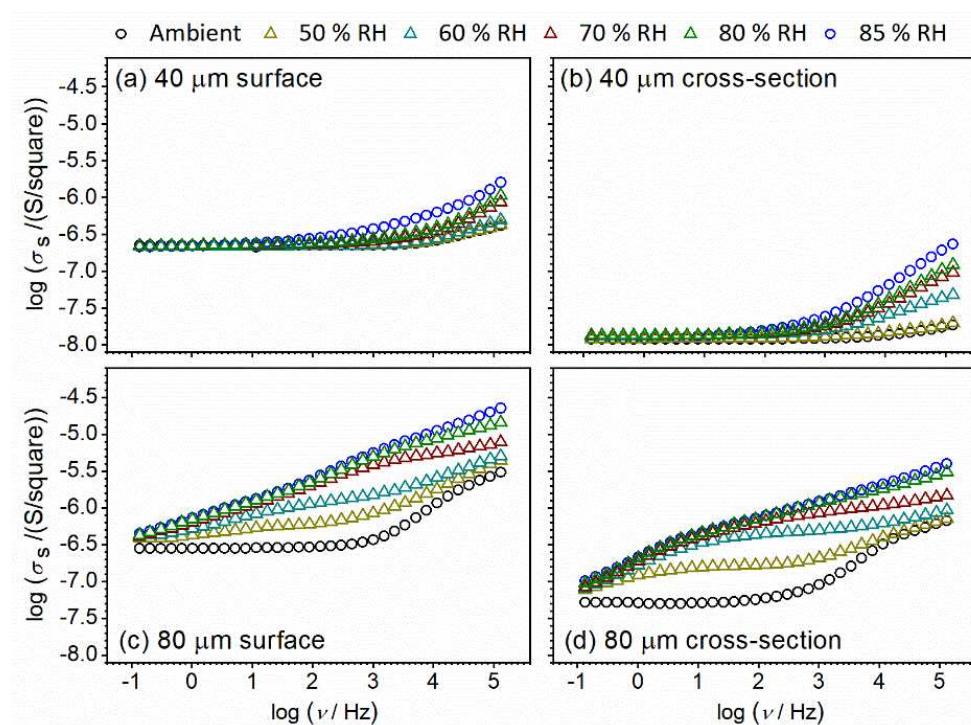 Ambient 50 % RH 60 % RH 70 % RH 80 % RH 85 % RH
(a) 40 μm surface
(b) 40 μm cross-section
log (σ s /(S/square))
-4.5
-5.0
-5.5
-6.0
-6.5
-7.0
-7.5
-8.0
(c) 80 μm surface
(d) 80 μm cross-section
log (σ s /(S/square))
-4.5
-5.0
-5.5
-6.0
-6.5
-7.0
-7.5
-8.0
-1 0 1 2 3 4 5
-1 0 1 2 3 4 5
log (ν / Hz)
log (ν / Hz)